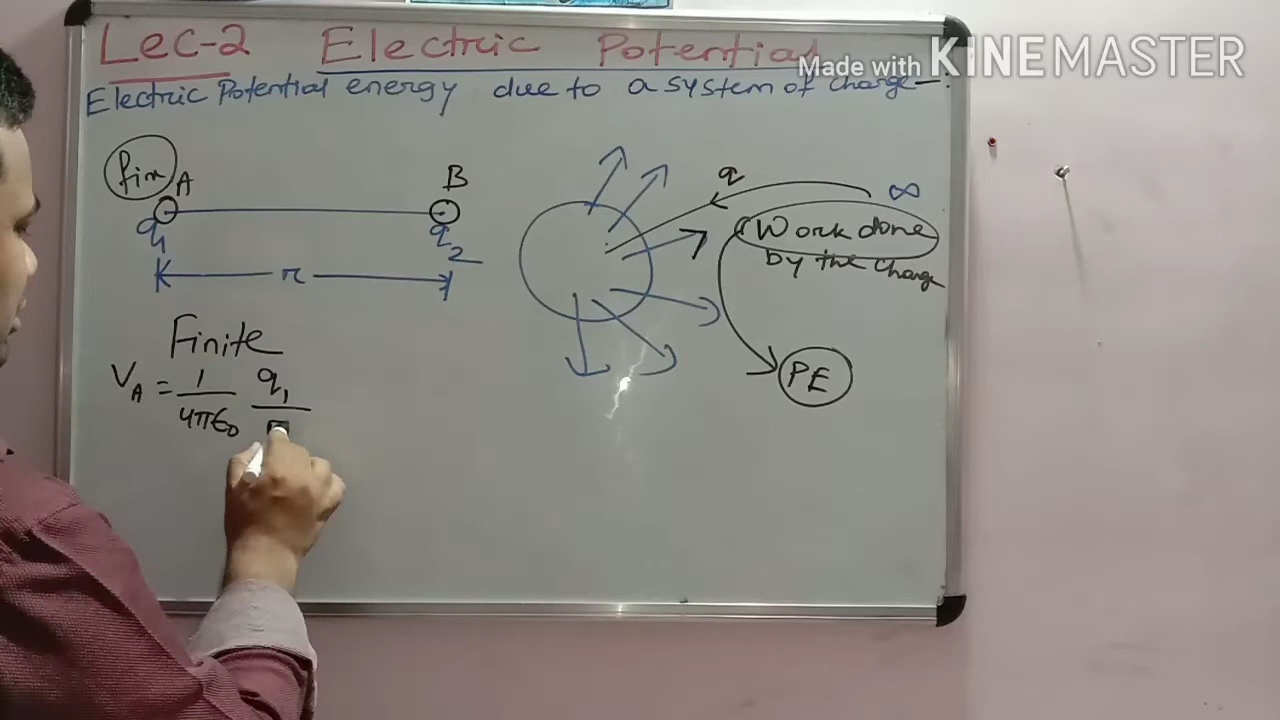 Lec-2 Electric Potential
Made with KINEMASTER
Electric Potential energy due to a system of charge-:
fix
A
B
q1
q2
r
Finite
VA = 1/4πε0 q1/
q
∞
Work done
by the charge
PE